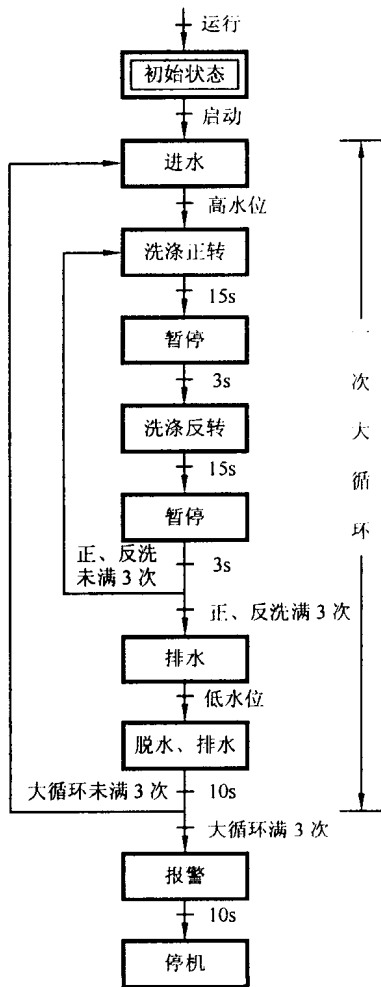 运行
初始状态
启动
进水
高水位
洗涤正转
15s
暂停
3s
洗涤反转
15s
暂停
正、反洗
未满 3 次
3s
正、反洗满 3 次
排水
低水位
脱水、排水
大循环未满 3 次
10s
大循环满 3 次
报警
10s
停机
一次大循环